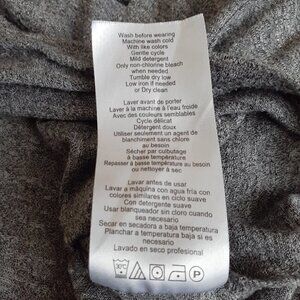 Wash before wearing
Machine wash cold
With like colors
Gentle cycle
Mild detergent
Only non-chlorine bleach
when needed
Tumble dry low
Low iron if needed
or Dry clean
Laver avant de porter
Laver à la machine à l'eau froide
Avec des couleurs semblables
Cycle délicat
Détergent doux
Utiliser seulement un agent de
blanchiment sans chlore
au besoin
Sécher par culbutage
à basse température
Repasser à basse température au besoin
ou nettoyer à sec
Lavar antes de usar
Lavar a máquina con agua fría con
colores similares en ciclo suave
Con detergente suave
Usar blanqueador sin cloro cuando
sea necesario
Secar en secadora a baja temperatura
Planchar a temperatura baja si es
necesario
Lavado en seco profesional
30°C
P